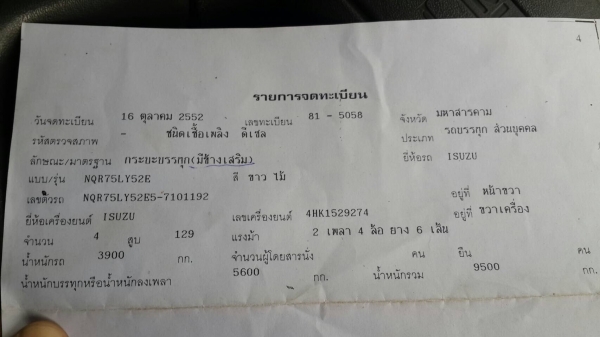 4
รายการจดทะเบียน
วันจดทะเบียน 16 ตุลาคม 2552 เลขทะเบียน 81 - 5058 จังหวัด มหาสารคาม
รหัสตรวจสภาพ - ชนิดเชื้อเพลิง ดีเซล ประเภท รถบรรทุก ส่วนบุคคล
ลักษณะ/มาตรฐาน กระบะบรรทุก(มีข้างเสริม) ยี่ห้อรถ ISUZU
แบบ/รุ่น NQR75LY52E สี ขาว ไม้
เลขตัวรถ NQR75LY52E5-7101192 อยู่ที่ หน้าขวา
ยี่ห้อเครื่องยนต์ ISUZU เลขเครื่องยนต์ 4HK1529274 อยู่ที่ ขวาเครื่อง
จำนวน 4 สูบ 129 แรงม้า 2 เพลา 4 ล้อ ยาง 6 เส้น
น้ำหนักรถ 3900 กก. จำนวนผู้โดยสารนั่ง คน ยืน คน
น้ำหนักบรรทุกหรือน้ำหนักลงเพลา 5600 กก. น้ำหนักรวม 9500 กก.